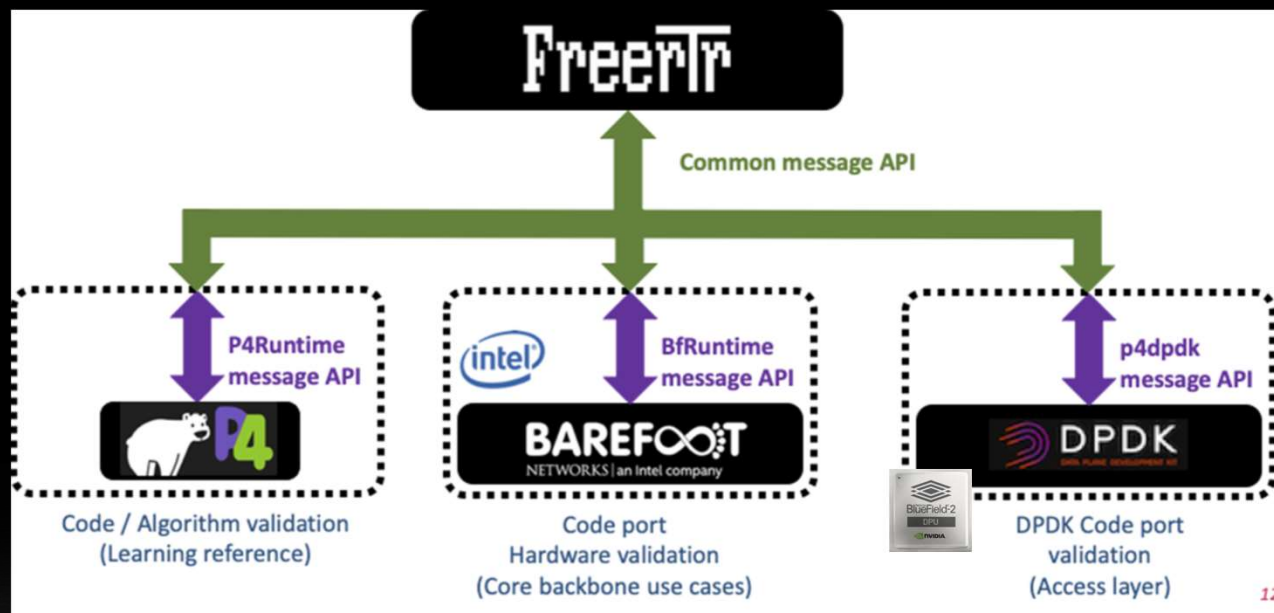 FreerTr
Common message API
P4Runtime
message API
P4
Code / Algorithm validation
(Learning reference)
intel
BfRuntime
message API
BAREFOOT
NETWORKS | an Intel company
Code port
Hardware validation
(Core backbone use cases)
p4dpdk
message API
DPDK
DATA PLANE DEVELOPMENT KIT
BlueField-2
DPU
NVIDIA
DPDK Code port
validation
(Access layer)
12